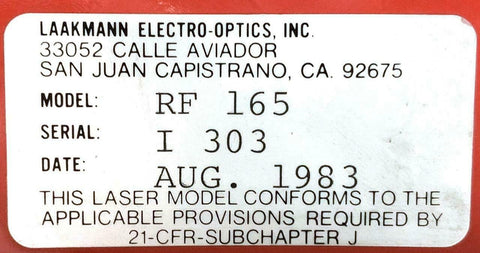 LAAKMANN ELECTRO-OPTICS, INC.
33052 CALLE AVIADOR
SAN JUAN CAPISTRANO, CA. 92675
MODEL: RF 165
SERIAL: I 303
DATE: AUG. 1983
THIS LASER MODEL CONFORMS TO THE
APPLICABLE PROVISIONS REQUIRED BY
21-CFR-SUBCHAPTER J